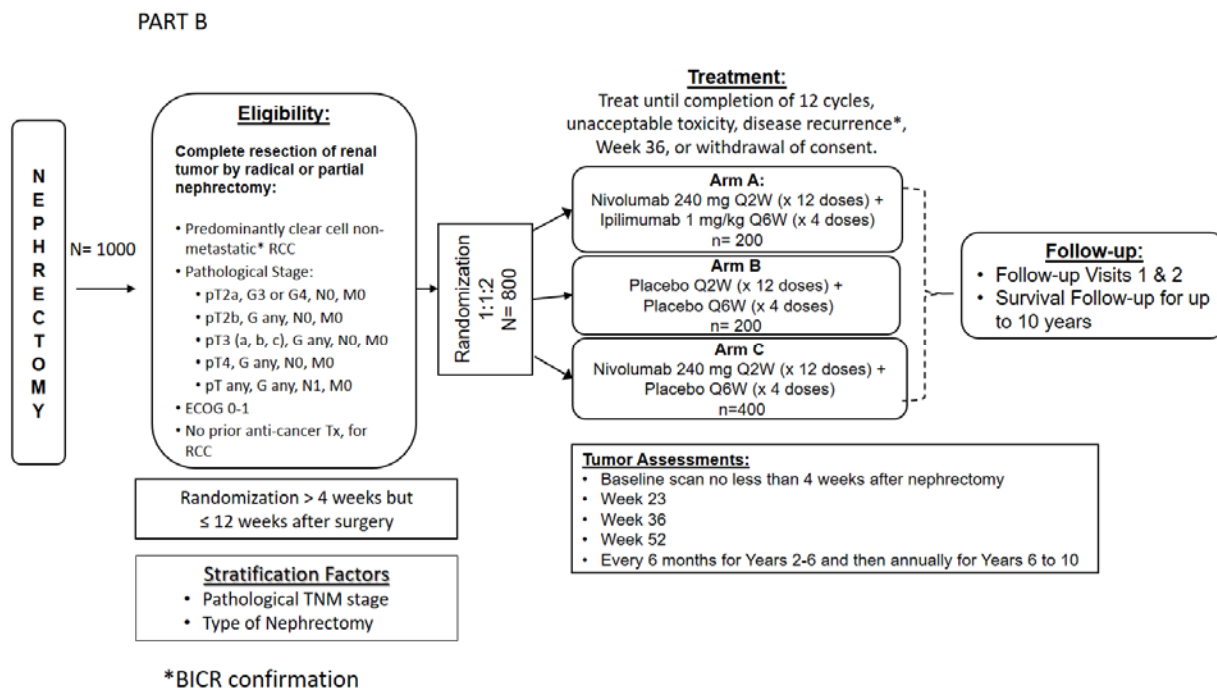 PART B
NEPHRECTOMY
N= 1000
Eligibility:
Complete resection of renal
tumor by radical or partial
nephrectomy:
• Predominantly clear cell non-
metastatic* RCC
• Pathological Stage:
• pT2a, G3 or G4, N0, M0
• pT2b, G any, N0, M0
• pT3 (a, b, c), G any, N0, M0
• pT4, G any, N0, M0
• pT any, G any, N1, M0
• ECOG 0-1
• No prior anti-cancer Tx, for
RCC
Randomization > 4 weeks but
≤ 12 weeks after surgery
Stratification Factors
• Pathological TNM stage
• Type of Nephrectomy
*BICR confirmation
Randomization
1:1:2
N= 800
Treatment:
Treat until completion of 12 cycles,
unacceptable toxicity, disease recurrence*,
Week 36, or withdrawal of consent.
Arm A:
Nivolumab 240 mg Q2W (x 12 doses) +
Ipilimumab 1 mg/kg Q6W (x 4 doses)
n= 200
Arm B
Placebo Q2W (x 12 doses) +
Placebo Q6W (x 4 doses)
n= 200
Arm C
Nivolumab 240 mg Q2W (x 12 doses) +
Placebo Q6W (x 4 doses)
n=400
Tumor Assessments:
• Baseline scan no less than 4 weeks after nephrectomy
• Week 23
• Week 36
• Week 52
• Every 6 months for Years 2-6 and then annually for Years 6 to 10
Follow-up:
• Follow-up Visits 1 & 2
• Survival Follow-up for up
to 10 years